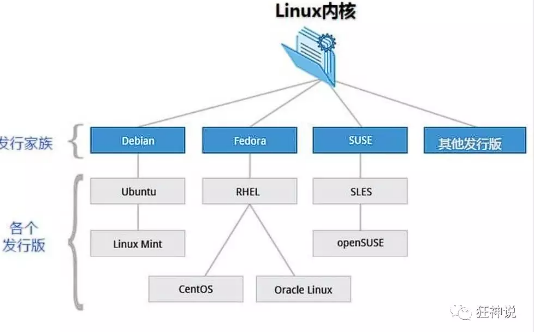 Linux内核
发行家族
Debian
Fedora
SUSE
其他发行版
各个
发行版
Ubuntu
RHEL
SLES
Linux Mint
openSUSE
CentOS
Oracle Linux
狂神说